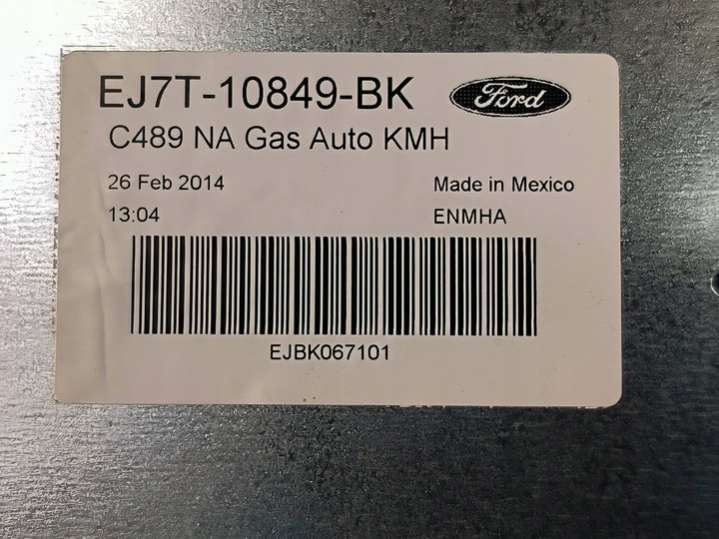 EJ7T-10849-BK Ford
C489 NA Gas Auto KMH
26 Feb 2014 Made in Mexico
13:04 ENMHA
EJBK067101